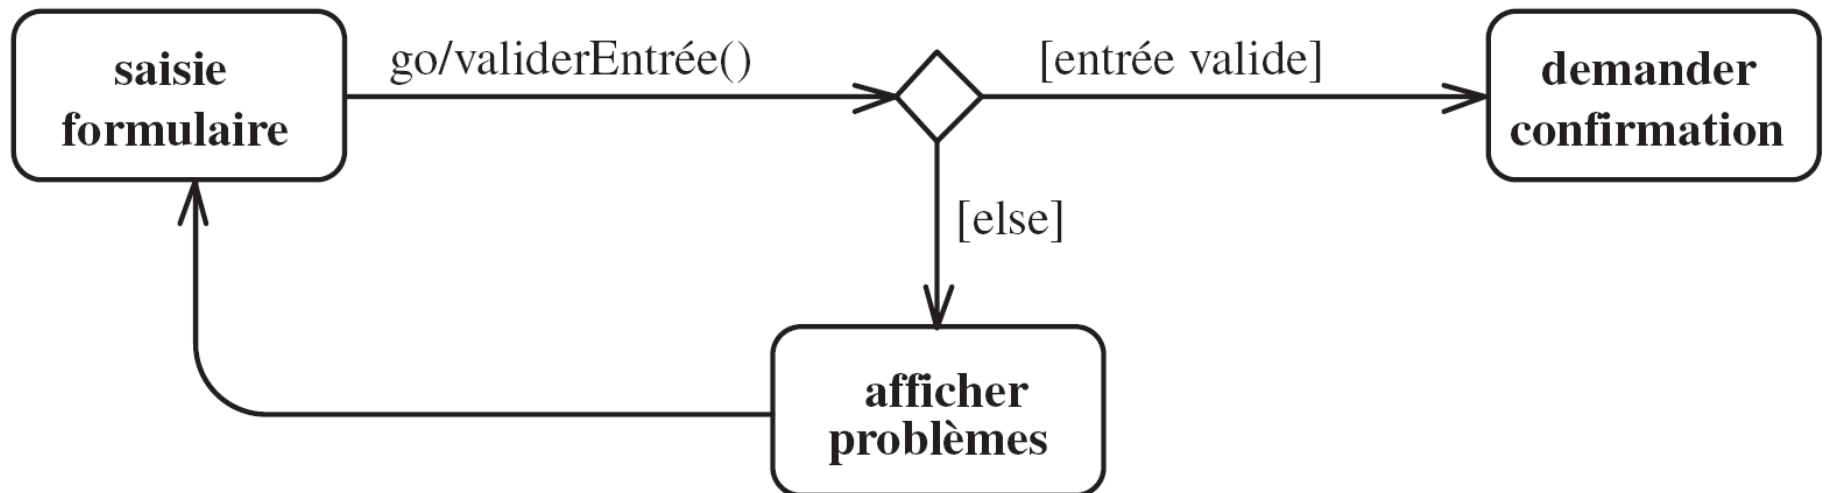 saisie
formulaire
go/validerEntrée()
[entrée valide]
demander
confirmation
[else]
afficher
problèmes